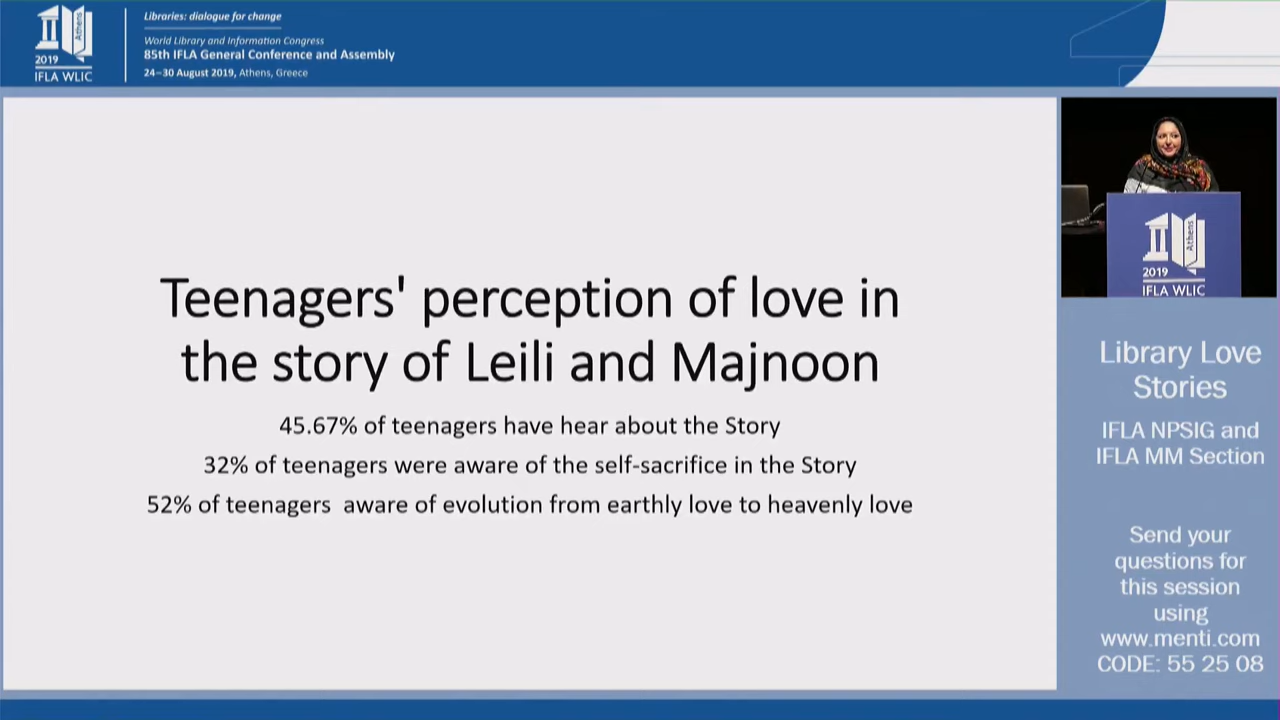 Libraries: dialogue for change
World Library and Information Congress
85th IFLA General Conference and Assembly
24–30 August 2019, Athens, Greece
Athens
2019
IFLA WLIC
Teenagers' perception of love in
the story of Leili and Majnoon
45.67% of teenagers have hear about the Story
32% of teenagers were aware of the self-sacrifice in the Story
52% of teenagers aware of evolution from earthly love to heavenly love
Athens
2019
IFLA WLIC
Library Love
Stories
IFLA NPSIG and
IFLA MM Section
Send your
questions for
this session
using
www.menti.com
CODE: 55 25 08